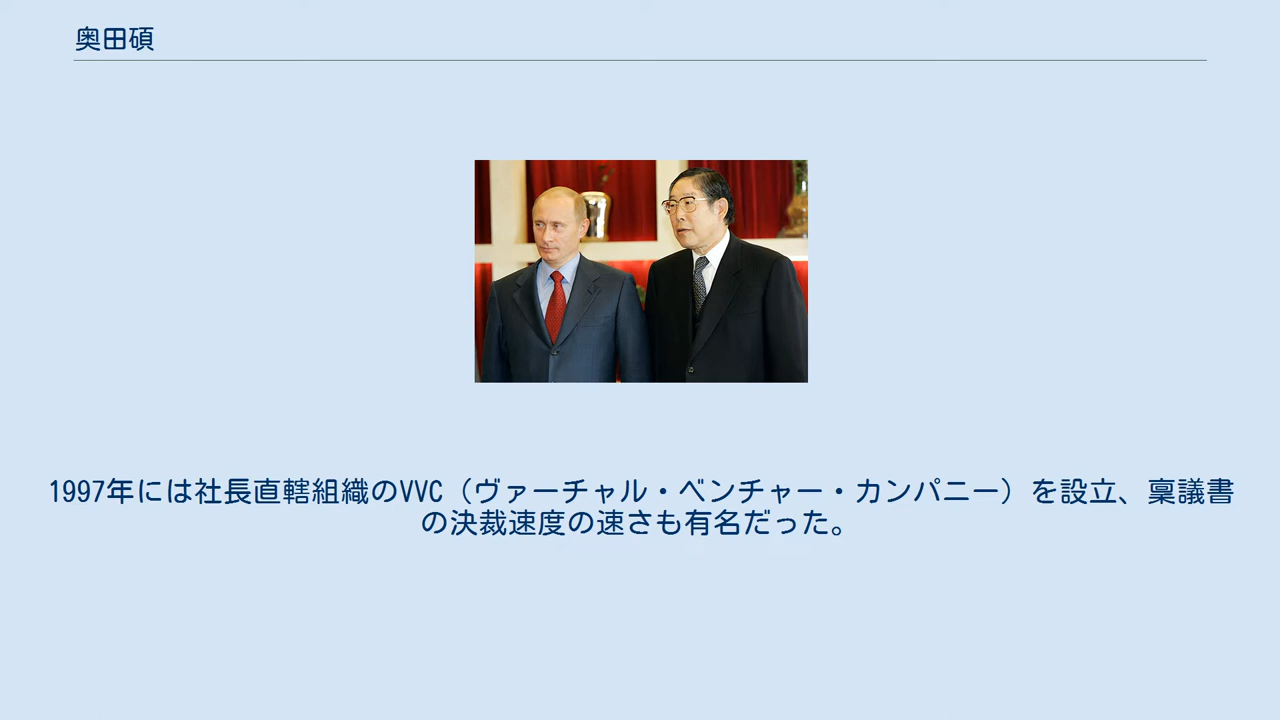 奥田碩
1997年には社長直轄組織のVVC（ヴァーチャル・ベンチャー・カンパニー）を設立、稟議書
の決裁速度の速さも有名だった。